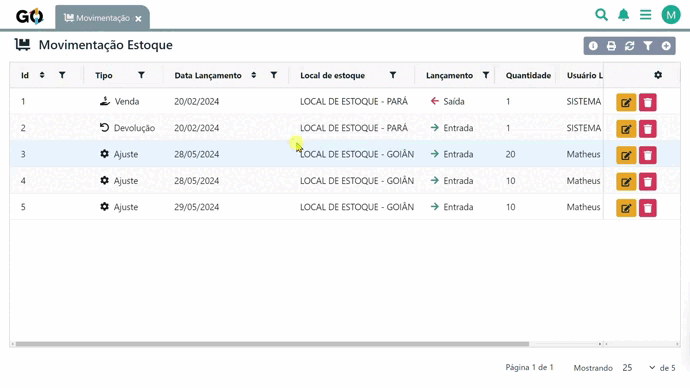 GO Movimentação × M
Movimentação Estoque
Id Tipo Data Lançamento Local de estoque Lançamento Quantidade Usuário L
1 Venda 20/02/2024 LOCAL DE ESTOQUE - PARÁ Saída 1 SISTEMA
2 Devolução 20/02/2024 LOCAL DE ESTOQUE - PARÁ Entrada 1 SISTEMA
3 Ajuste 28/05/2024 LOCAL DE ESTOQUE - GOIÂN Entrada 20 Matheus
4 Ajuste 28/05/2024 LOCAL DE ESTOQUE - GOIÂN Entrada 10 Matheus
5 Ajuste 29/05/2024 LOCAL DE ESTOQUE - GOIÂN Entrada 10 Matheus
Página 1 de 1 Mostrando 25 de 5